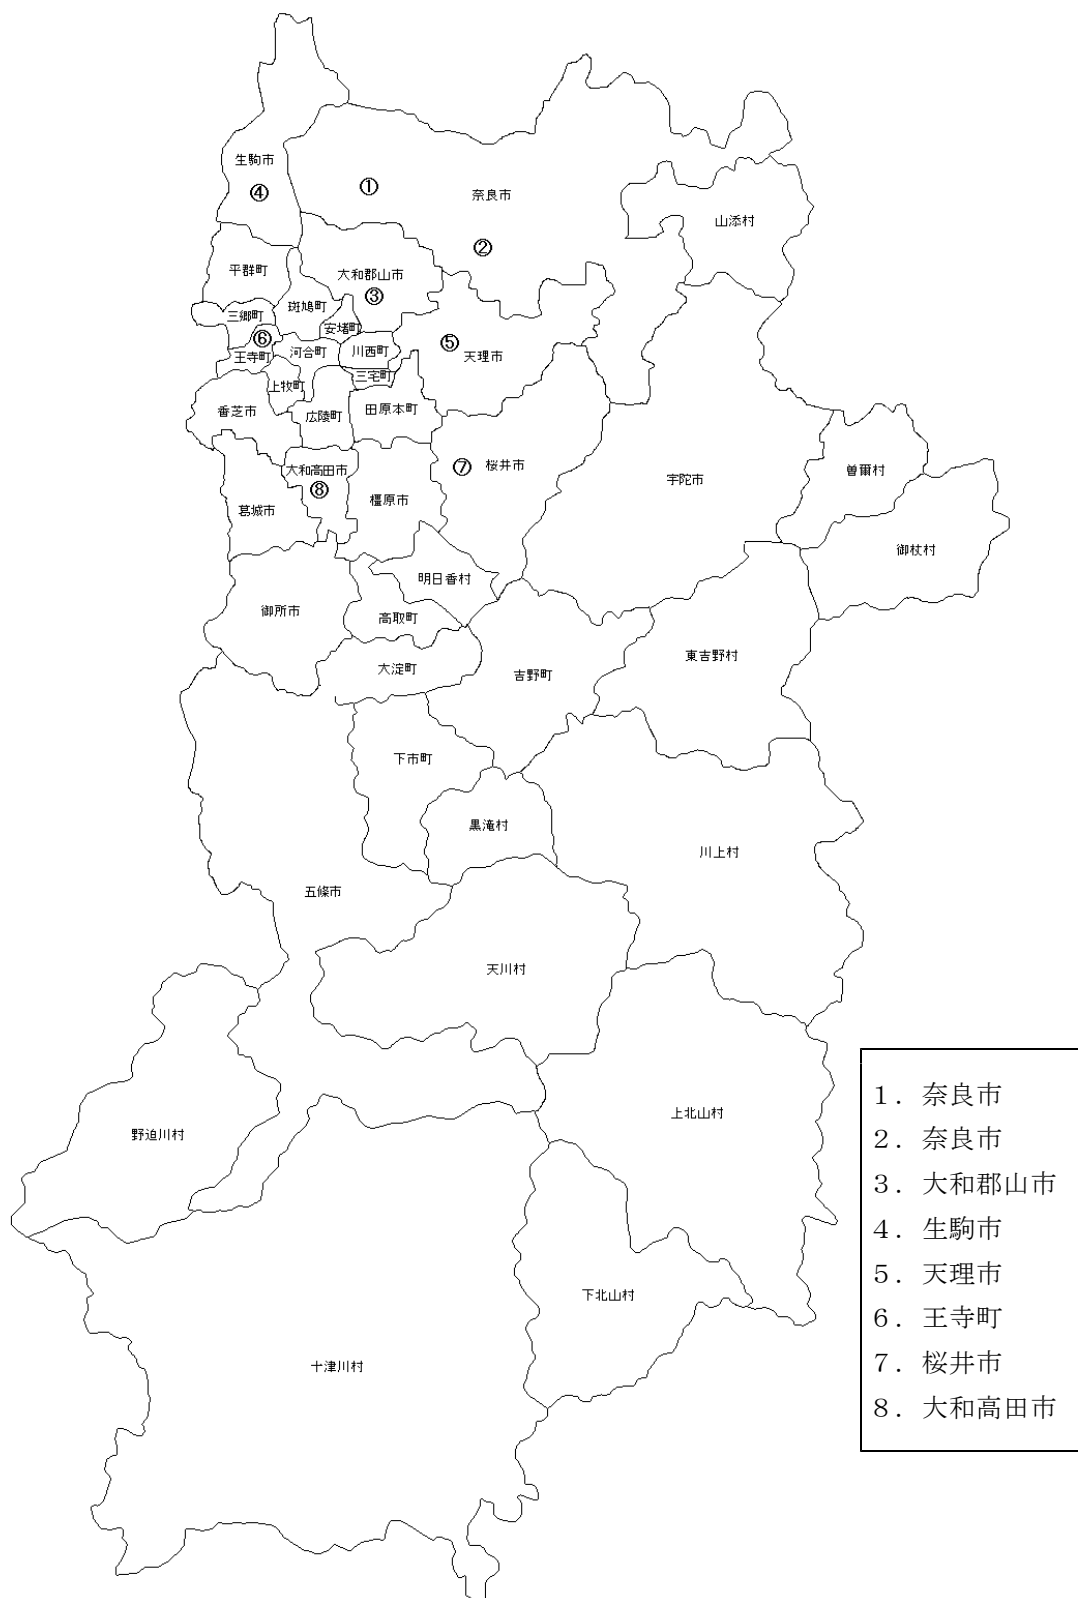 生駒市
④
①
奈良市
②
山添村
平群町
大和郡山市
③
斑鳩町
三郷町
安堵町
⑥
王寺町
河合町
川西町
⑤
天理市
三宅町
上牧町
香芝市
広陵町
田原本町
大和高田市
⑧
⑦
桜井市
宇陀市
曽爾村
葛城市
橿原市
御杖村
明日香村
御所市
高取町
大淀町
吉野町
東吉野村
下市町
黒滝村
川上村
五條市
天川村
野迫川村
上北山村
下北山村
十津川村
1．奈良市
2．奈良市
3．大和郡山市
4．生駒市
5．天理市
6．王寺町
7．桜井市
8．大和高田市